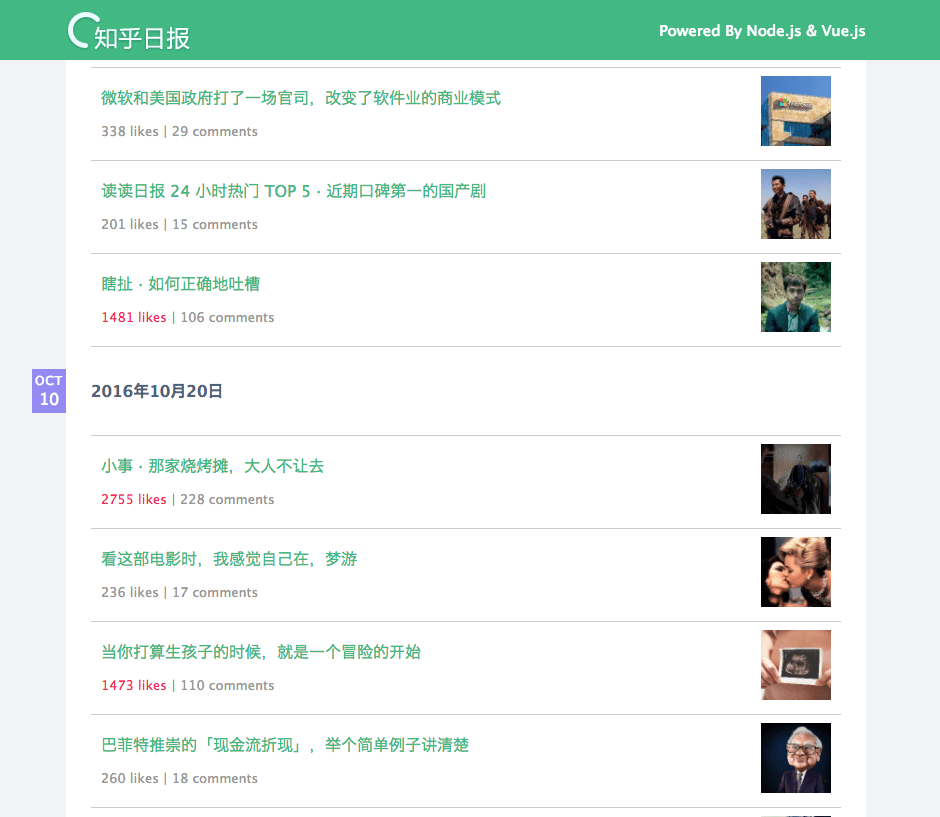 知乎日报
Powered By Node.js & Vue.js
微软和美国政府打了一场官司，改变了软件业的商业模式
338 likes | 29 comments
读读日报 24 小时热门 TOP 5 · 近期口碑第一的国产剧
201 likes | 15 comments
瞎扯 · 如何正确地吐槽
1481 likes | 106 comments
OCT
10
2016年10月20日
小事 · 那家烧烤摊，大人不让去
2755 likes | 228 comments
看这部电影时，我感觉自己在，梦游
236 likes | 17 comments
当你打算生孩子的时候，就是一个冒险的开始
1473 likes | 110 comments
巴菲特推崇的「现金流折现」，举个简单例子讲清楚
260 likes | 18 comments